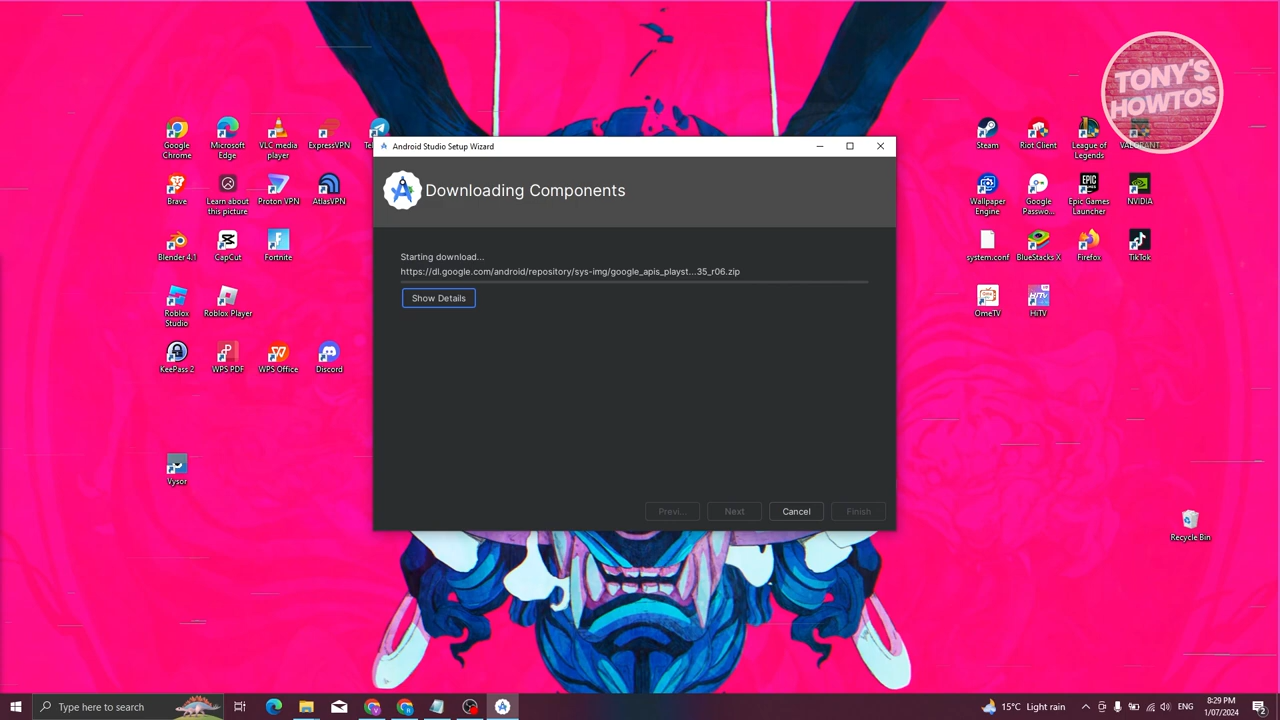 TONY'S
HOWTOS
Google
Chrome
Microsoft
Edge
VLC media
player
ExpressVPN
Steam
Riot Client
League of
Legends
VALORANT
Android Studio Setup Wizard
Downloading Components
Brave
Learn about
this picture
Proton VPN
AtlasVPN
Wallpaper
Engine
Google
Passwo...
EPIC
GAMES
Epic Games
Launcher
NVIDIA
Blender 4.1
CapCut
Fortnite
system.conf
BlueStacks X
Firefox
TikTok
Starting download...
https://dl.google.com/android/repository/sys-img/google_apis_playst...35_r06.zip
Show Details
Roblox
Studio
Roblox Player
OmeTV
HiTV
KeePass 2
WPS PDF
WPS Office
Discord
Vysor
Previ...
Next
Cancel
Finish
Recycle Bin
Type here to search
15°C Light rain
ENG
8:29 PM
1/07/2024
2